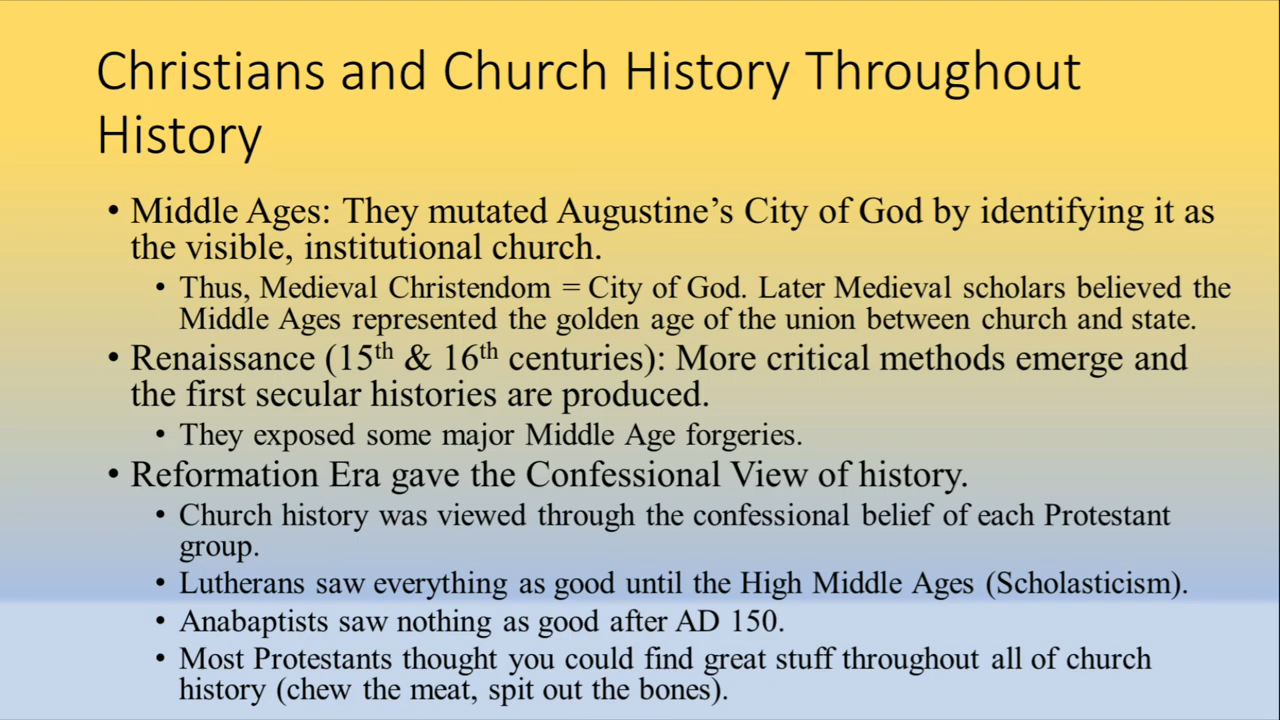 Christians and Church History Throughout
History
• Middle Ages: They mutated Augustine’s City of God by identifying it as
the visible, institutional church.
• Thus, Medieval Christendom = City of God. Later Medieval scholars believed the
Middle Ages represented the golden age of the union between church and state.
• Renaissance (15th & 16th centuries): More critical methods emerge and
the first secular histories are produced.
• They exposed some major Middle Age forgeries.
• Reformation Era gave the Confessional View of history.
• Church history was viewed through the confessional belief of each Protestant
group.
• Lutherans saw everything as good until the High Middle Ages (Scholasticism).
• Anabaptists saw nothing as good after AD 150.
• Most Protestants thought you could find great stuff throughout all of church
history (chew the meat, spit out the bones).